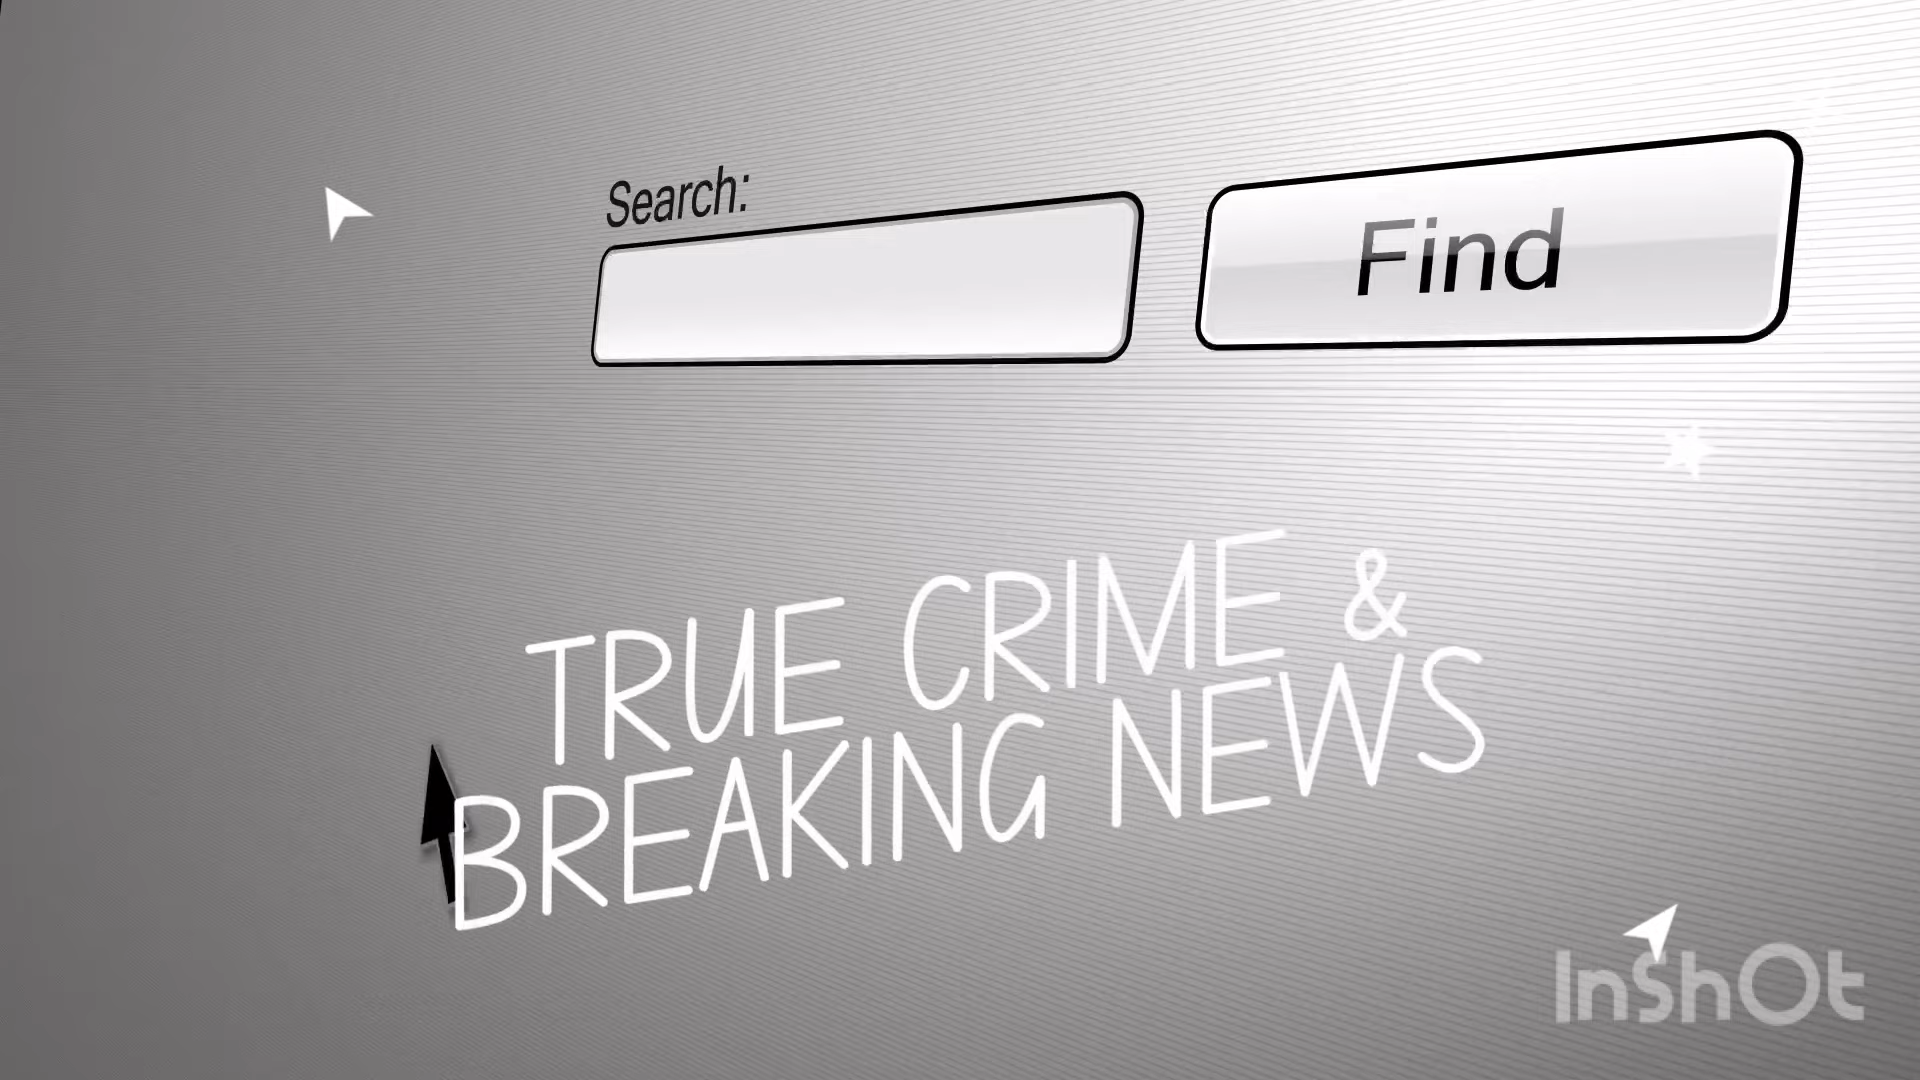 Search:
Find
TRUE CRIME &
BREAKING NEWS
InShOt